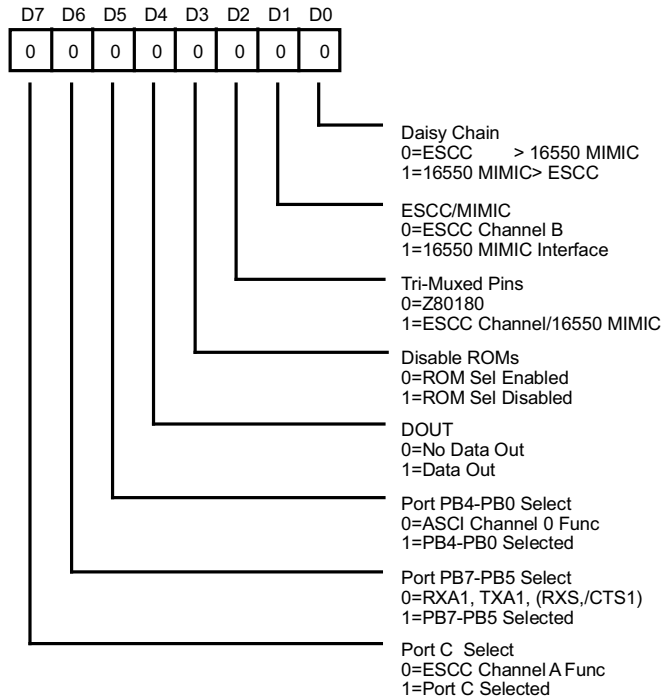 D7 D6 D5 D4 D3 D2 D1 D0
0 0 0 0 0 0 0 0
Daisy Chain
0=ESCC > 16550 MIMIC
1=16550 MIMIC> ESCC
ESCC/MIMIC
0=ESCC Channel B
1=16550 MIMIC Interface
Tri-Muxed Pins
0=Z80180
1=ESCC Channel/16550 MIMIC
Disable ROMs
0=ROM Sel Enabled
1=ROM Sel Disabled
DOUT
0=No Data Out
1=Data Out
Port PB4-PB0 Select
0=ASCI Channel 0 Func
1=PB4-PB0 Selected
Port PB7-PB5 Select
0=RXA1, TXA1, (RXS,/CTS1)
1=PB7-PB5 Selected
Port C Select
0=ESCC Channel A Func
1=Port C Selected